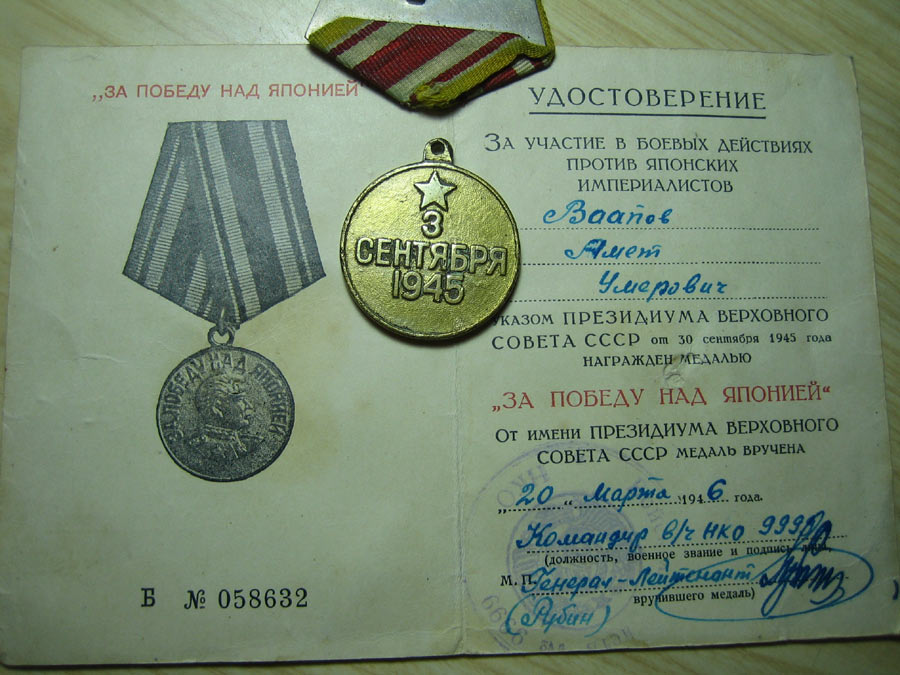 „ЗА ПОБЕДУ НАД ЯПОНИЕЙ
ЗА ПОБЕДУ НАД ЯПОНИЕЙ
Б № 058632
3
СЕНТЯБРЯ
1945
УДОСТОВЕРЕНИЕ
ЗА УЧАСТИЕ В БОЕВЫХ ДЕЙСТВИЯХ
ПРОТИВ ЯПОНСКИХ
ИМПЕРИАЛИСТОВ
Ваапов
Амет
Умерович
УКАЗОМ ПРЕЗИДИУМА ВЕРХОВНОГО
СОВЕТА СССР от 30 сентября 1945 года
НАГРАЖДЕН МЕДАЛЬЮ
„ЗА ПОБЕДУ НАД ЯПОНИЕЙ“
От имени ПРЕЗИДИУМА ВЕРХОВНОГО
СОВЕТА СССР МЕДАЛЬ ВРУЧЕНА
„20„ Марта 1946 года.
Командир в/ч НКО
(должность, военное звание и подпись лица,
М. П. Генерал-Лейтенант
вручившего медаль)
(Рубин)